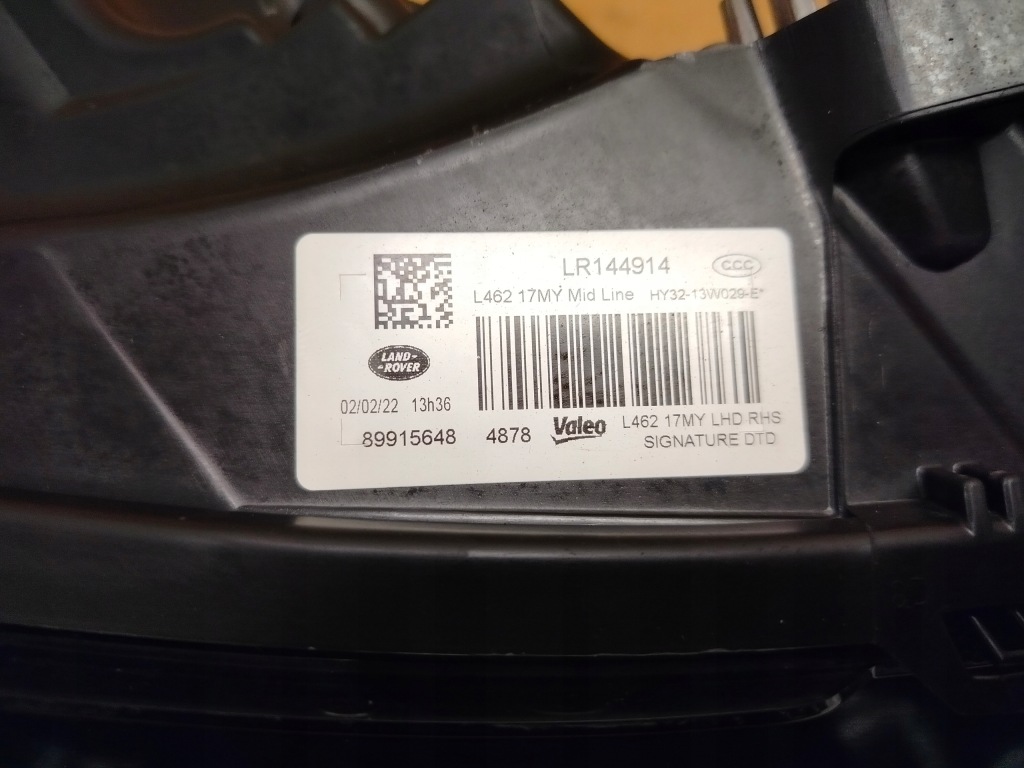 LR144914 CCC
L462 17MY Mid Line HY32-13W029-E*
LAND-
-ROVER
02/02/22 13h36
89915648 4878 Valeo L462 17MY LHD RHS
SIGNATURE DTD